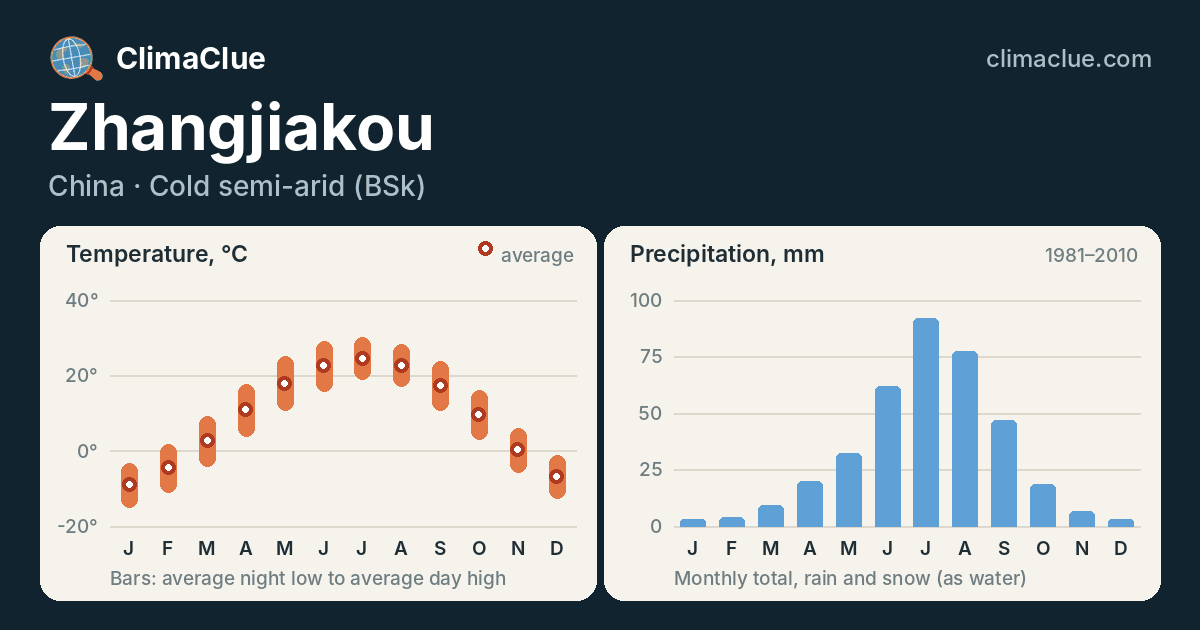 ClimaClue
climaclue.com
Zhangjiakou
China · Cold semi-arid (BSk)
Temperature, °C
average
40°
20°
0°
-20°
J F M A M J J A S O N D
Bars: average night low to average day high
Precipitation, mm
1981–2010
100
75
50
25
0
J F M A M J J A S O N D
Monthly total, rain and snow (as water)